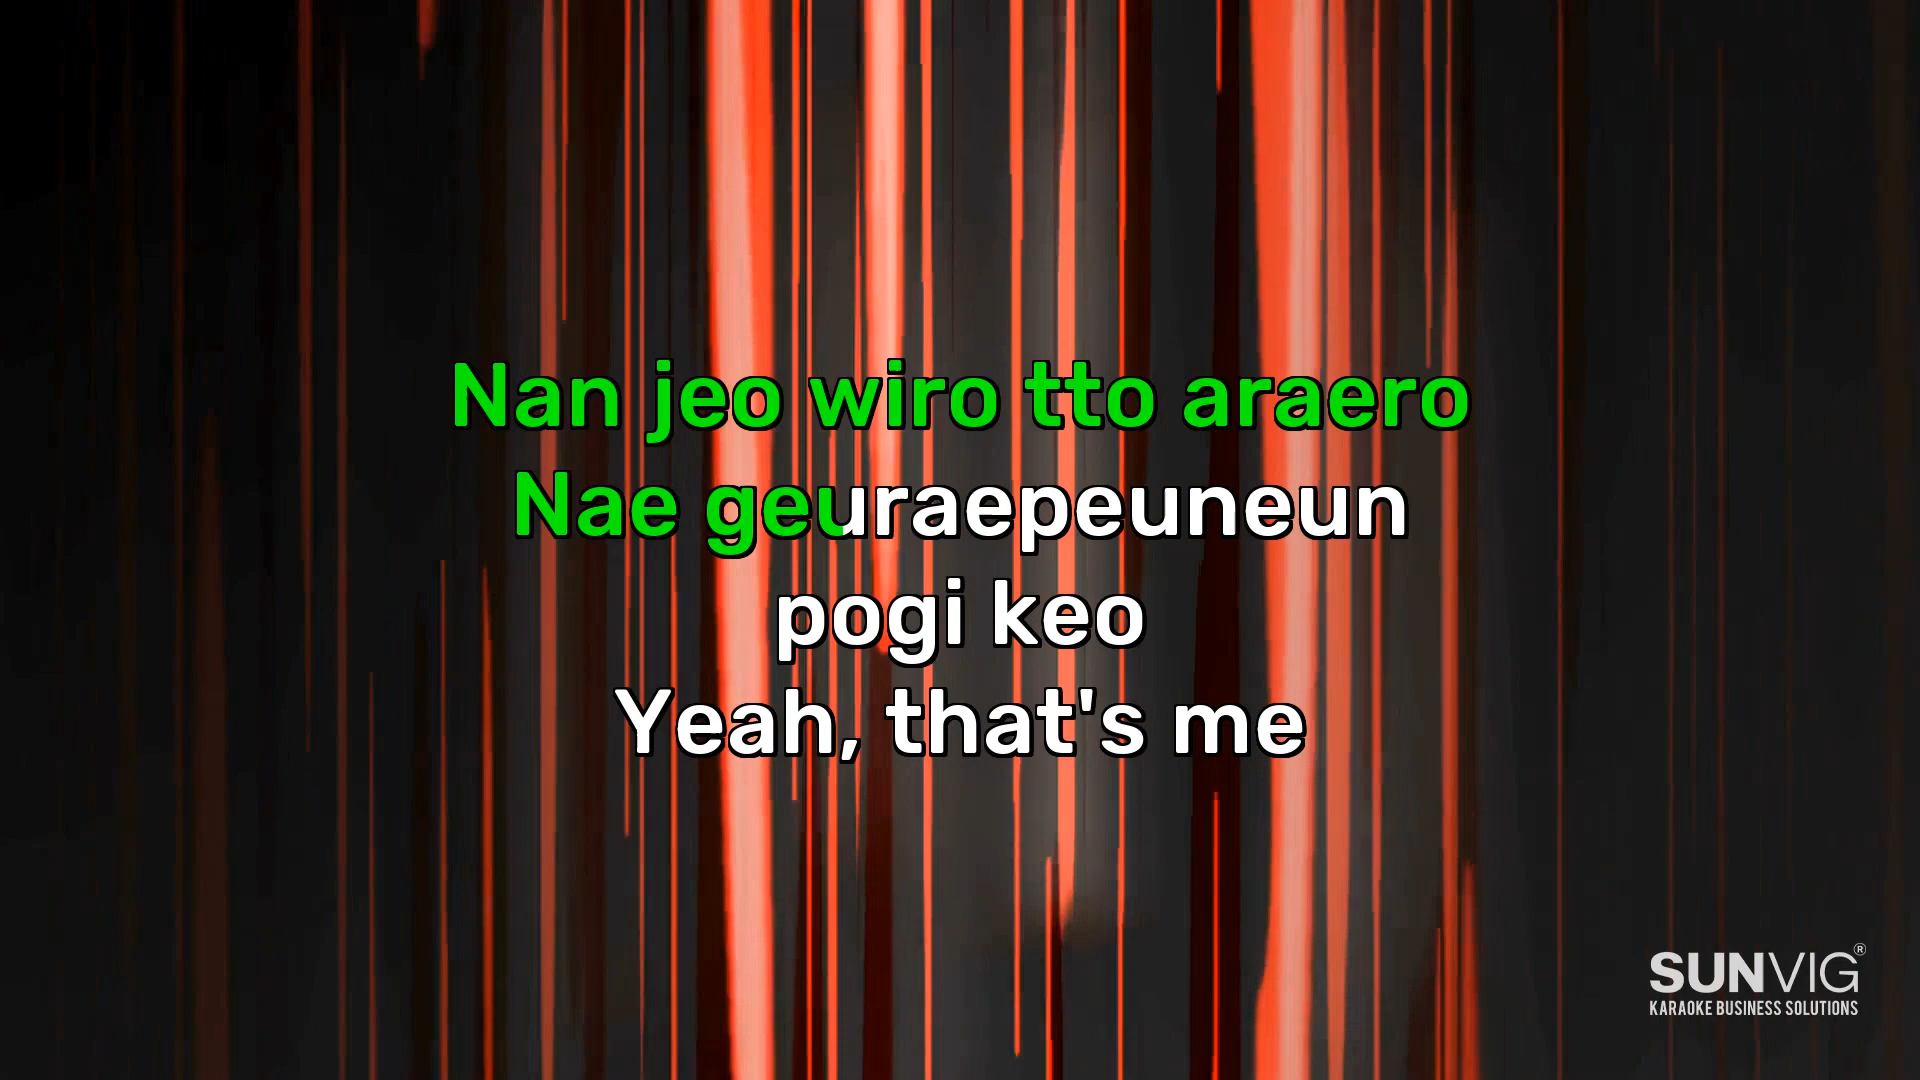 Nan jeo wiro tto araero
Nae geuraepeuneun
pogi keo
Yeah, that's me
SUNVIG®
KARAOKE BUSINESS SOLUTIONS